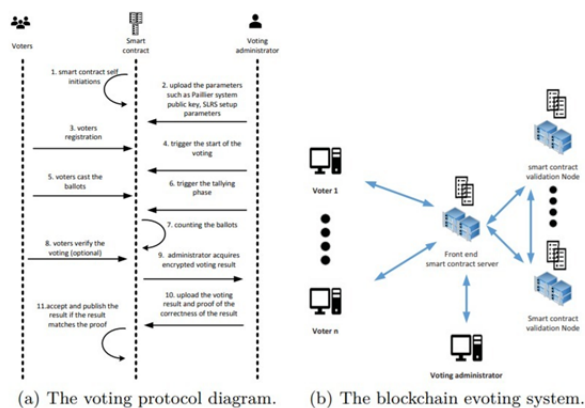 Voters
Smart
contract
Voting
administrator
1. smart contract self
initiations
2. upload the parameters
such as Paillier system
public key, SLRS setup
parameters
3. voters
registration
4. trigger the start of the
voting
5. voters cast the
ballots
6. trigger the tallying
phase
7. counting the ballots
8. voters verify the
voting (optional)
9. administrator acquires
encrypted voting result
10. upload the voting
result and proof of the
correctness of the result
11.accept and publish
the result if the result
matches the proof
(a) The voting protocol diagram.
Voter 1
Voter n
Front end
smart contract server
smart contract
validation Node
Smart contract
validation Node
Voting administrator
(b) The blockchain evoting system.